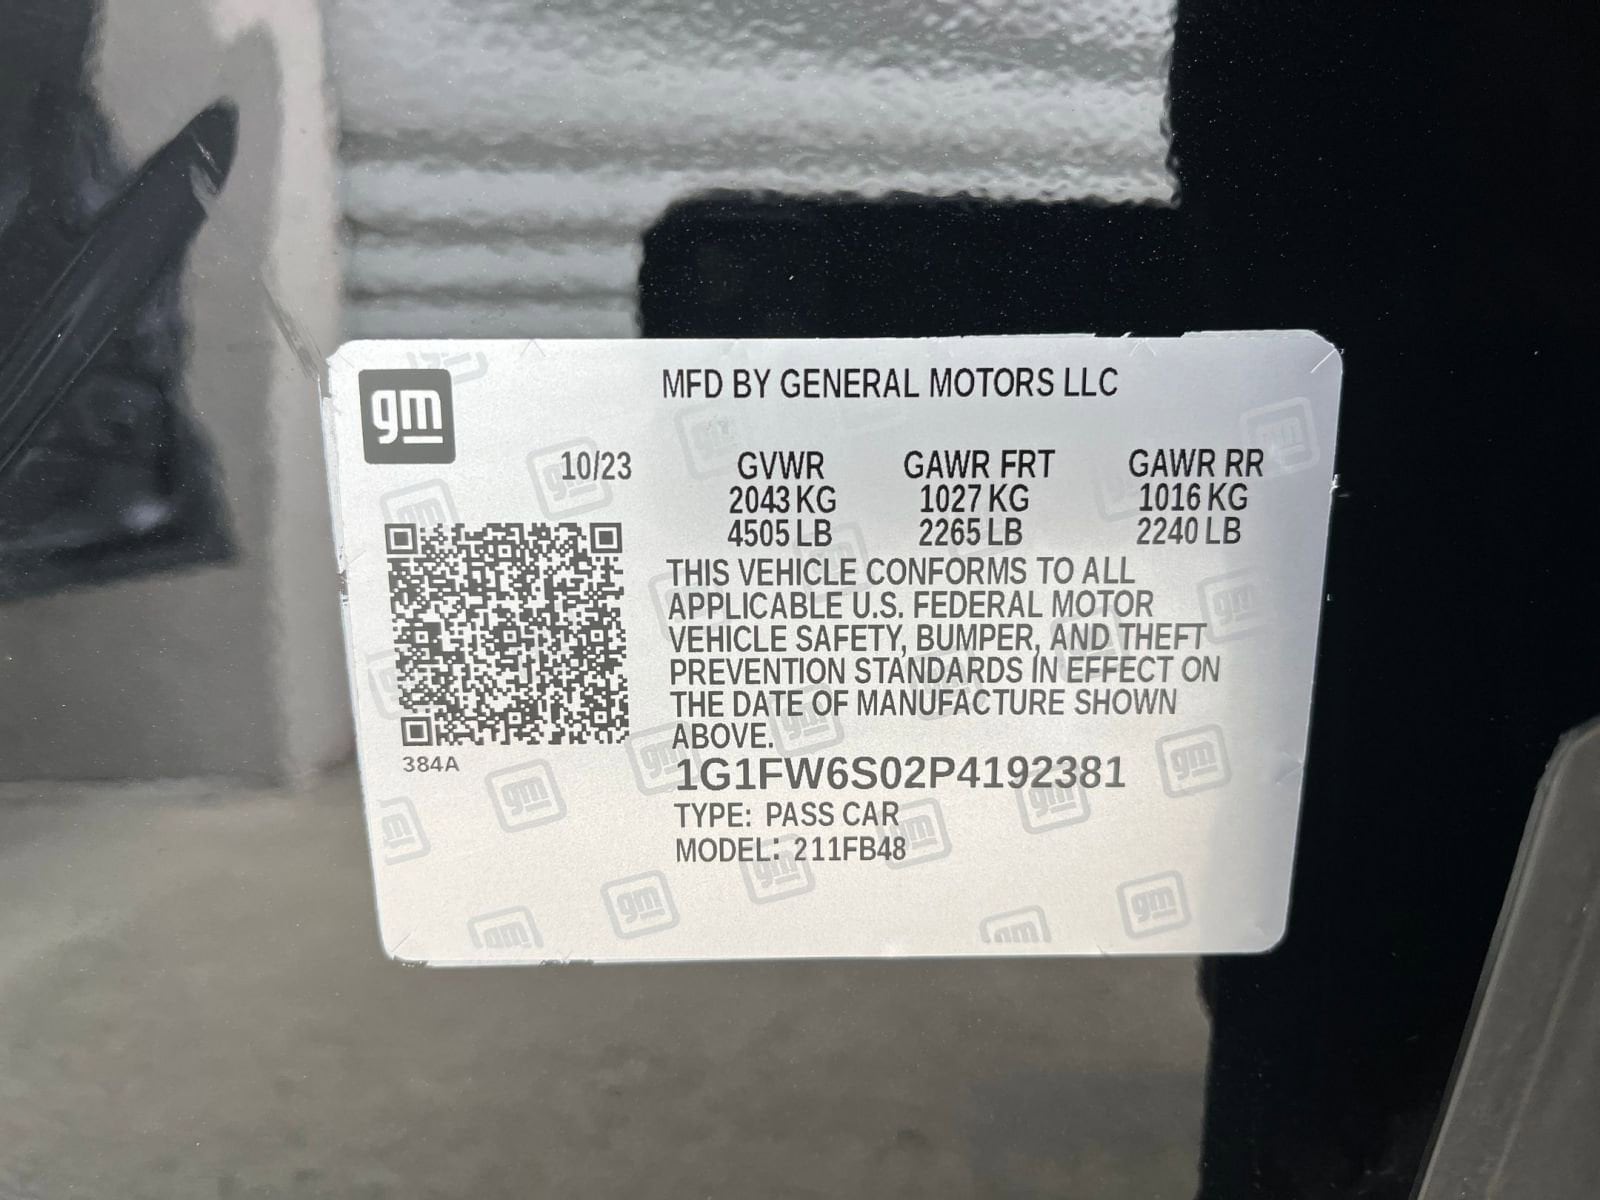 gm
MFD BY GENERAL MOTORS LLC
10/23 GVWR GAWR FRT GAWR RR
2043 KG 1027 KG 1016 KG
4505 LB 2265 LB 2240 LB
THIS VEHICLE CONFORMS TO ALL
APPLICABLE U.S. FEDERAL MOTOR
VEHICLE SAFETY, BUMPER, AND THEFT
PREVENTION STANDARDS IN EFFECT ON
THE DATE OF MANUFACTURE SHOWN
ABOVE.
384A
1G1FW6S02P4192381
TYPE: PASS CAR
MODEL: 211FB48